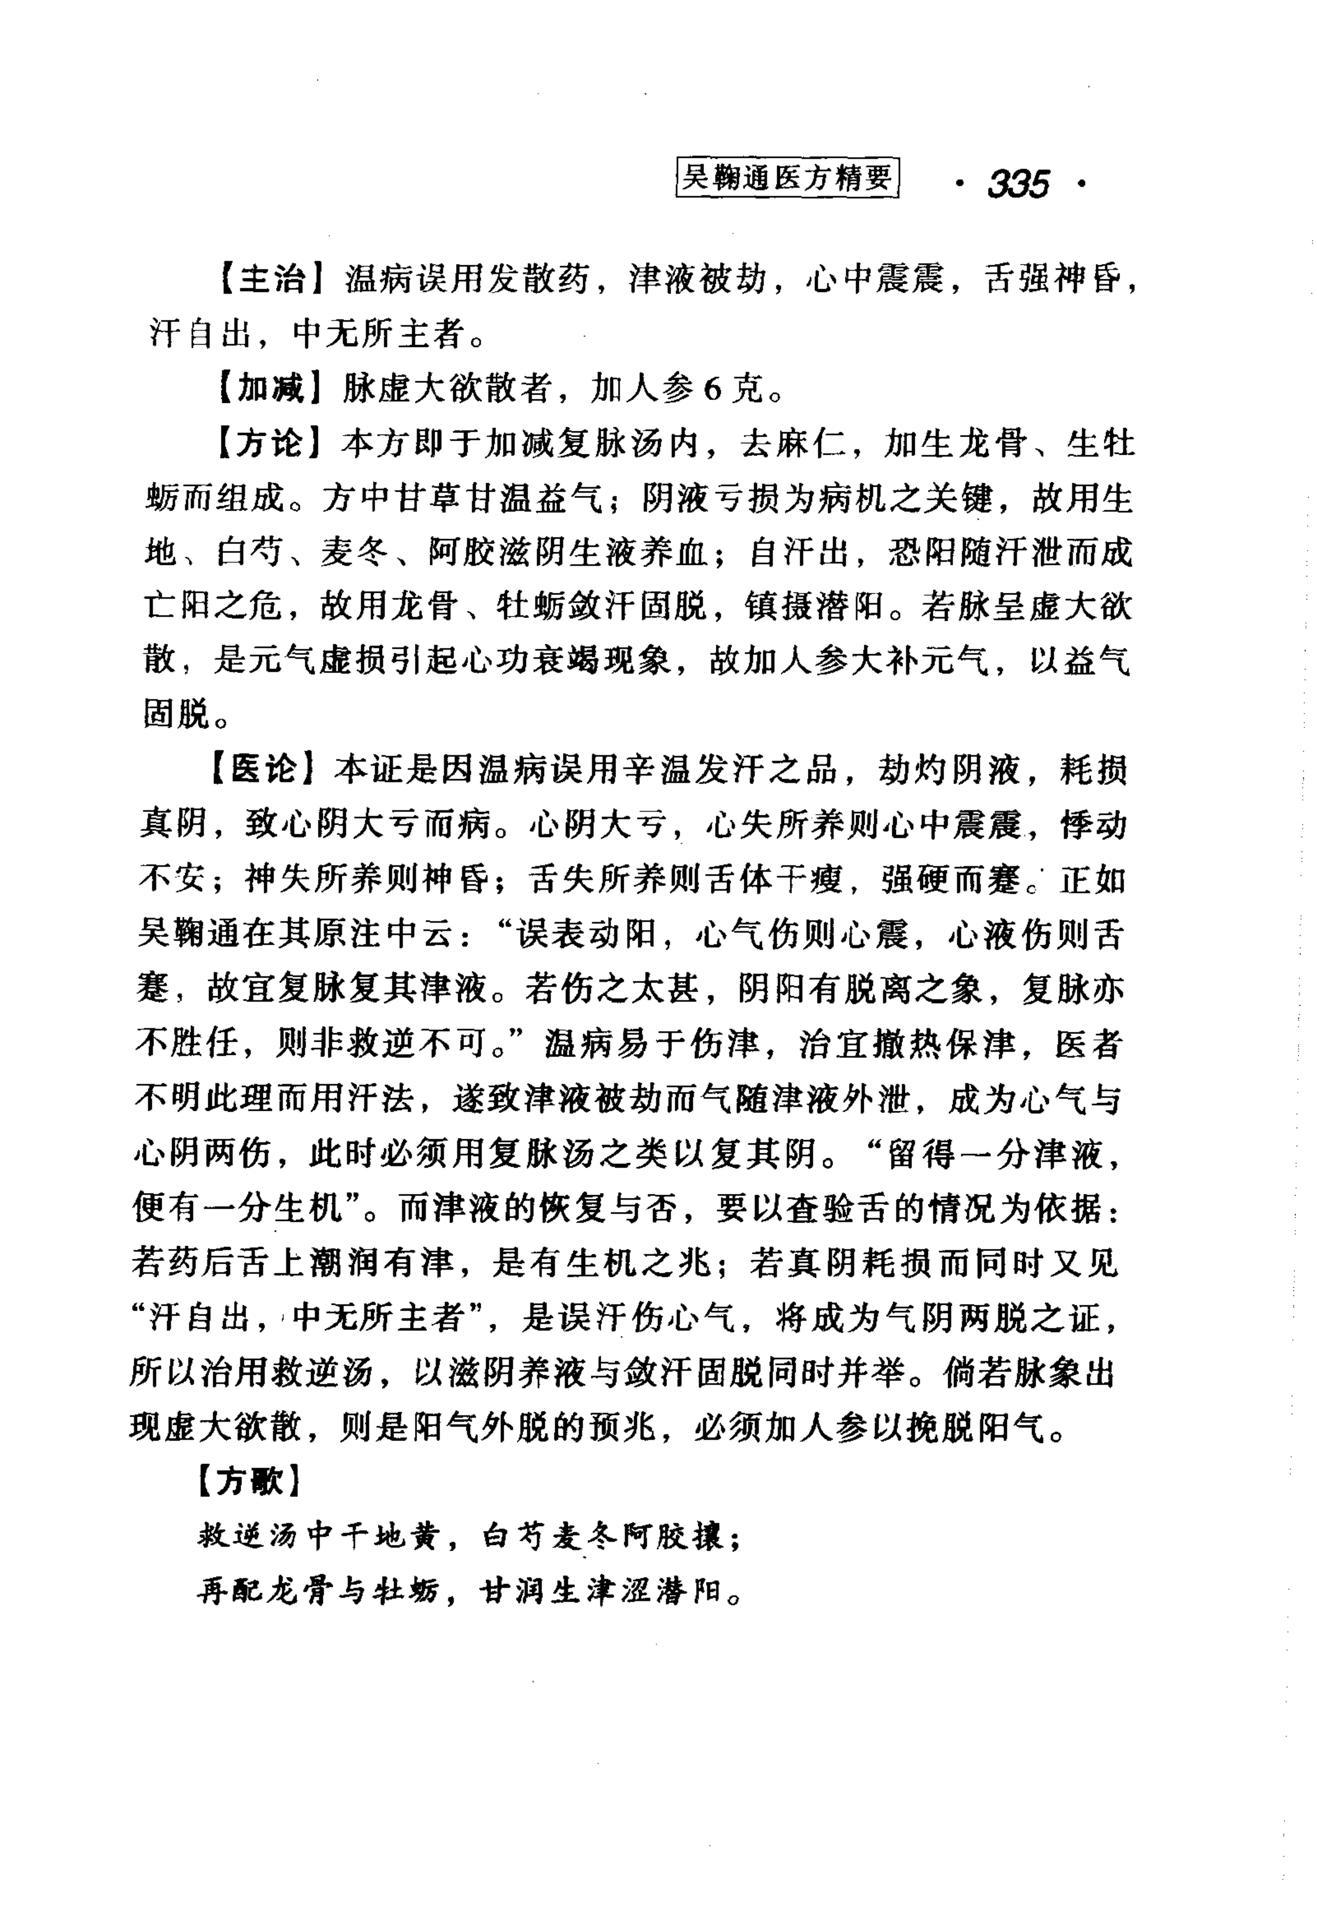 吴鞠通医方精要 · 335 ·
【主治】温病误用发散药，津液被劫，心中震震，舌强神昏，
汗自出，中无所主者。
【加减】脉虚大欲散者，加人参6克。
【方论】本方即于加减复脉汤内，去麻仁，加生龙骨、生牡
蛎而组成。方中甘草甘温益气；阴液亏损为病机之关键，故用生
地、白芍、麦冬、阿胶滋阴生液养血；自汗出，恐阳随汗泄而成
亡阳之危，故用龙骨、牡蛎敛汗固脱，镇摄潜阳。若脉呈虚大欲
散，是元气虚损引起心功衰竭现象，故加人参大补元气，以益气
固脱。
【医论】本证是因温病误用辛温发汗之品，劫灼阴液，耗损
真阴，致心阴大亏而病。心阴大亏，心失所养则心中震震，悸动
不安；神失所养则神昏；舌失所养则舌体干瘦，强硬而蹇。正如
吴鞠通在其原注中云：“误表动阳，心气伤则心震，心液伤则舌
蹇，故宜复脉复其津液。若伤之太甚，阴阳有脱离之象，复脉亦
不胜任，则非救逆不可。”温病易于伤津，治宜撤热保津，医者
不明此理而用汗法，遂致津液被劫而气随津液外泄，成为心气与
心阴两伤，此时必须用复脉汤之类以复其阴。“留得一分津液，
便有一分生机”。而津液的恢复与否，要以查验舌的情况为依据：
若药后舌上潮润有津，是有生机之兆；若真阴耗损而同时又见
“汗自出，中无所主者”，是误汗伤心气，将成为气阴两脱之证，
所以治用救逆汤，以滋阴养液与敛汗固脱同时并举。倘若脉象出
现虚大欲散，则是阳气外脱的预兆，必须加人参以挽脱阳气。
【方歌】
救逆汤中干地黄，白芍麦冬阿胶攘；
再配龙骨与牡蛎，甘润生津涩潜阳。